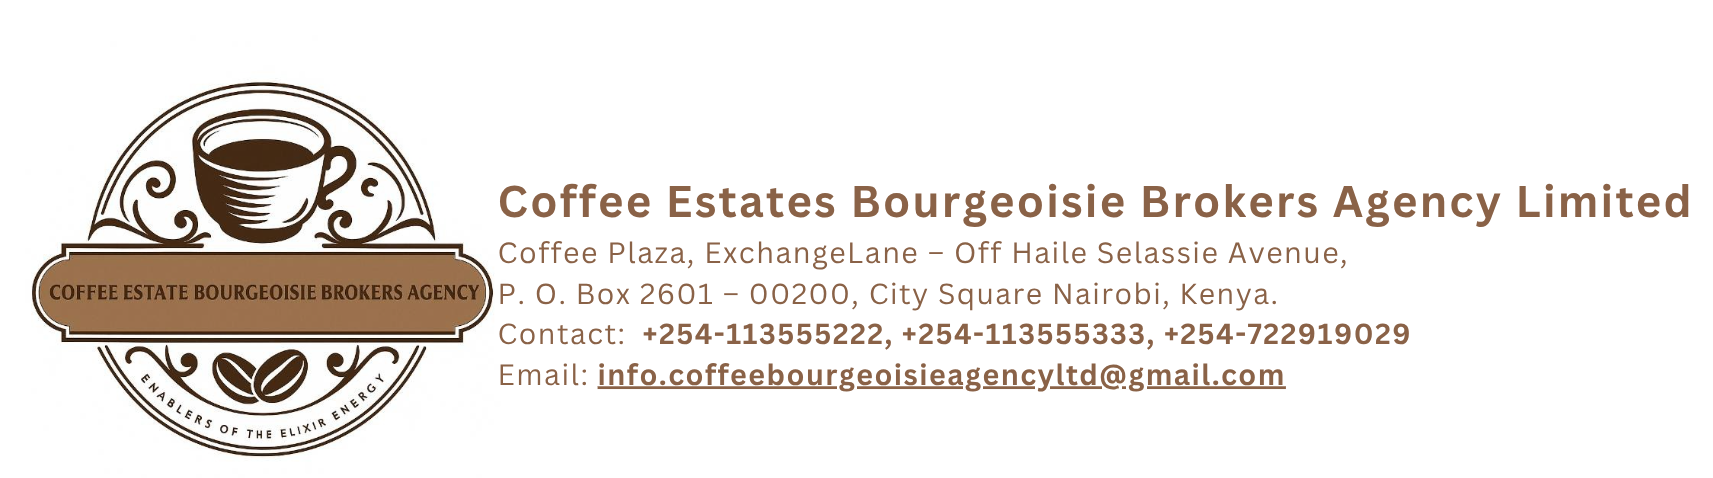 COFFEE ESTATE BOURGEOISIE BROKERS AGENCY
ENABLERS OF THE ELIXIR ENERGY
Coffee Estates Bourgeoisie Brokers Agency Limited
Coffee Plaza, ExchangeLane – Off Haile Selassie Avenue,
P. O. Box 2601 – 00200, City Square Nairobi, Kenya.
Contact: +254-113555222, +254-113555333, +254-722919029
Email: info.coffeebourgeoisieagencyltd@gmail.com